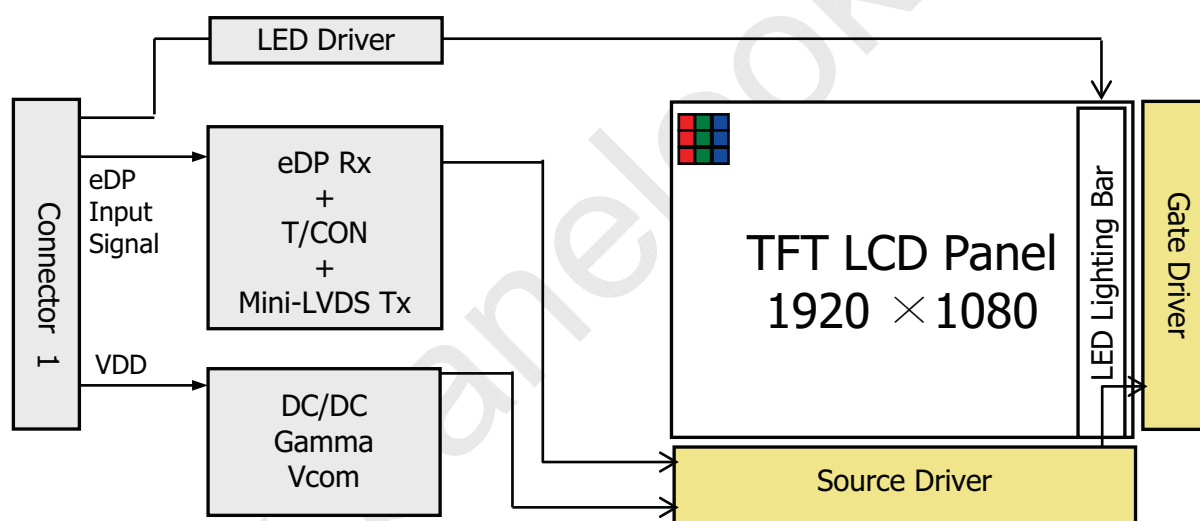 LED Driver
Connector 1
eDP
Input
Signal
eDP Rx
+
T/CON
+
Mini-LVDS Tx
VDD
DC/DC
Gamma
Vcom
TFT LCD Panel
1920 ×1080
LED Lighting Bar
Gate Driver
Source Driver